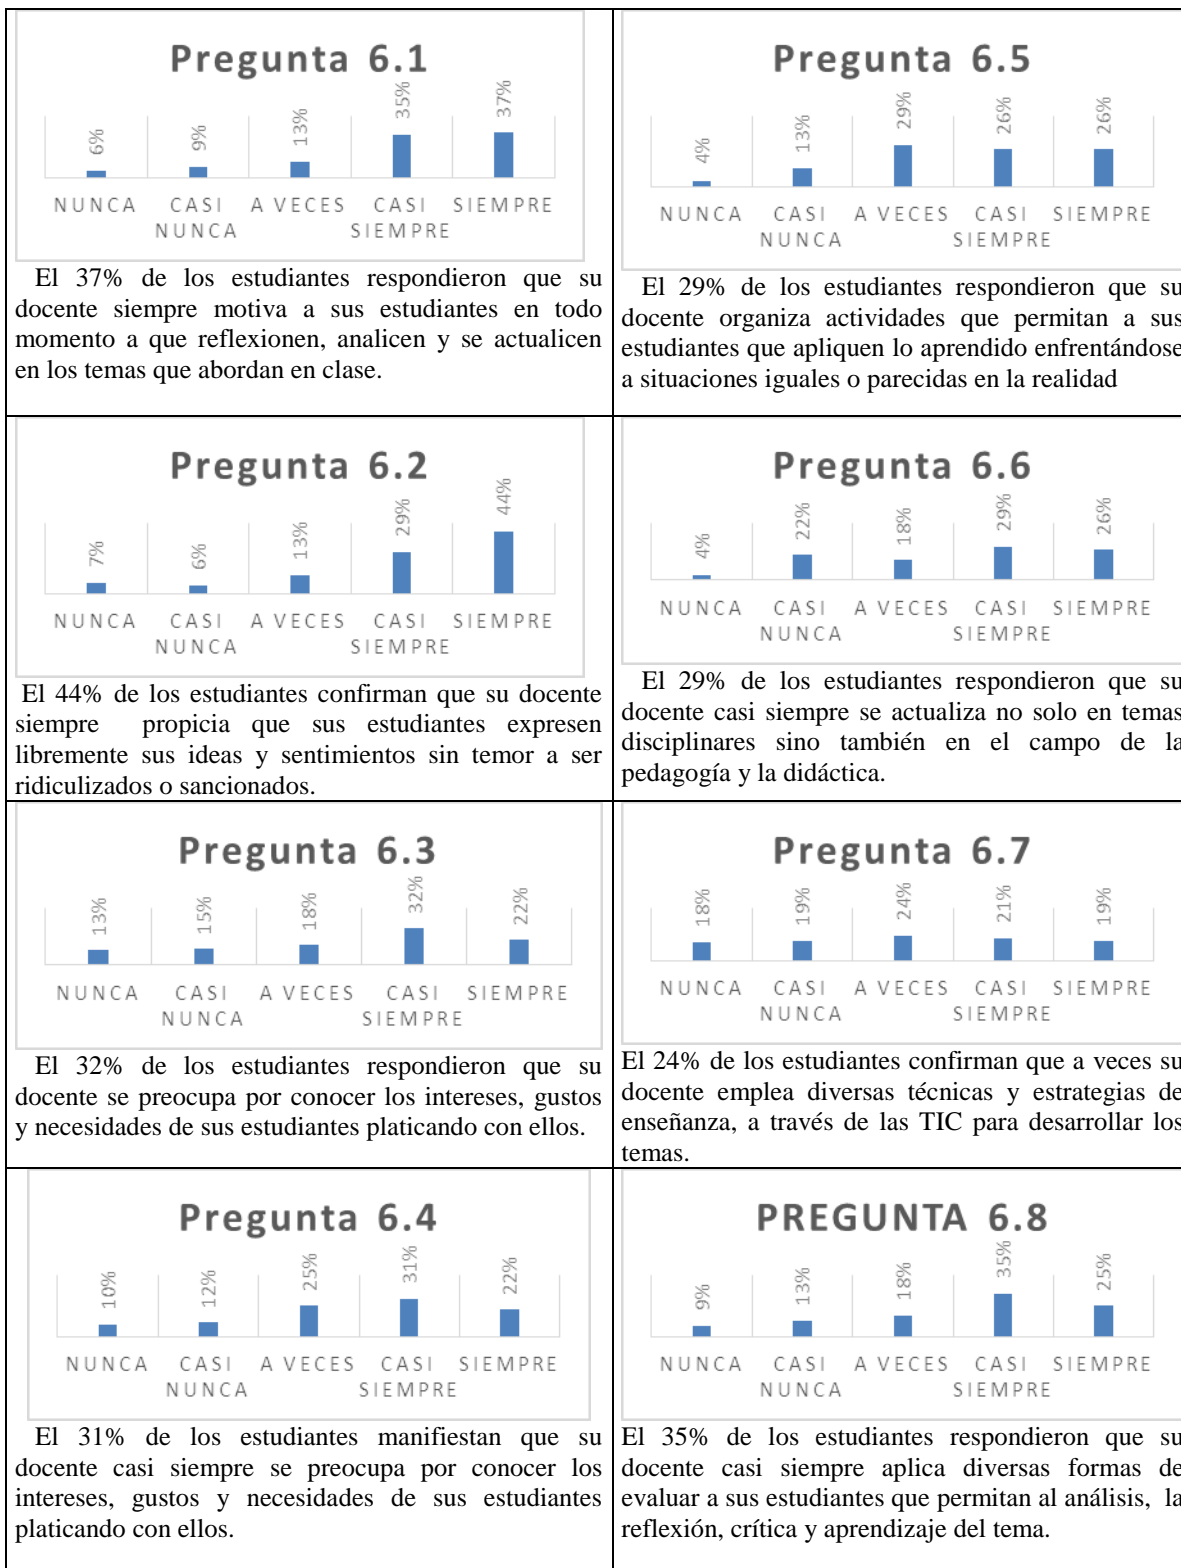 Pregunta 6.1
6% 9% 13% 35% 37%
NUNCA CASI NUNCA A VECES CASI SIEMPRE SIEMPRE
El 37% de los estudiantes respondieron que su
docente siempre motiva a sus estudiantes en todo
momento a que reflexionen, analicen y se actualicen
en los temas que abordan en clase.
Pregunta 6.5
4% 13% 29% 26% 26%
NUNCA CASI NUNCA A VECES CASI SIEMPRE SIEMPRE
El 29% de los estudiantes respondieron que su
docente organiza actividades que permitan a sus
estudiantes que apliquen lo aprendido enfrentándose
a situaciones iguales o parecidas en la realidad
Pregunta 6.2
7% 6% 13% 29% 44%
NUNCA CASI NUNCA A VECES CASI SIEMPRE SIEMPRE
El 44% de los estudiantes confirman que su docente
siempre propicia que sus estudiantes expresen
libremente sus ideas y sentimientos sin temor a ser
ridiculizados o sancionados.
Pregunta 6.6
4% 22% 18% 29% 26%
NUNCA CASI NUNCA A VECES CASI SIEMPRE SIEMPRE
El 29% de los estudiantes respondieron que su
docente casi siempre se actualiza no solo en temas
disciplinares sino también en el campo de la
pedagogía y la didáctica.
Pregunta 6.3
13% 15% 18% 32% 22%
NUNCA CASI NUNCA A VECES CASI SIEMPRE SIEMPRE
El 32% de los estudiantes respondieron que su
docente se preocupa por conocer los intereses, gustos
y necesidades de sus estudiantes platicando con ellos.
Pregunta 6.7
18% 19% 24% 21% 19%
NUNCA CASI NUNCA A VECES CASI SIEMPRE SIEMPRE
El 24% de los estudiantes confirman que a veces su
docente emplea diversas técnicas y estrategias de
enseñanza, a través de las TIC para desarrollar los
temas.
Pregunta 6.4
10% 12% 25% 31% 22%
NUNCA CASI NUNCA A VECES CASI SIEMPRE SIEMPRE
El 31% de los estudiantes manifiestan que su
docente casi siempre se preocupa por conocer los
intereses, gustos y necesidades de sus estudiantes
platicando con ellos.
PREGUNTA 6.8
9% 13% 18% 35% 25%
NUNCA CASI NUNCA A VECES CASI SIEMPRE SIEMPRE
El 35% de los estudiantes respondieron que su
docente casi siempre aplica diversas formas de
evaluar a sus estudiantes que permitan al análisis, la
reflexión, crítica y aprendizaje del tema.